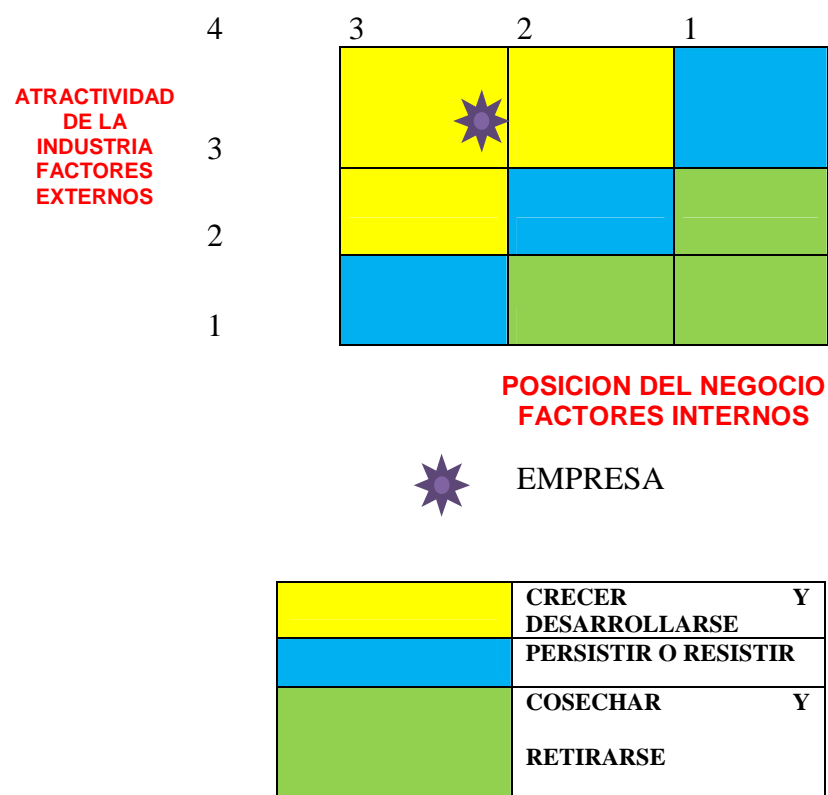 4 3 2 1
ATRACTIVIDAD
DE LA
INDUSTRIA
FACTORES
EXTERNOS
3
2
1
POSICION DEL NEGOCIO
FACTORES INTERNOS
EMPRESA
CRECER Y
DESARROLLARSE
PERSISTIR O RESISTIR
COSECHAR Y
RETIRARSE